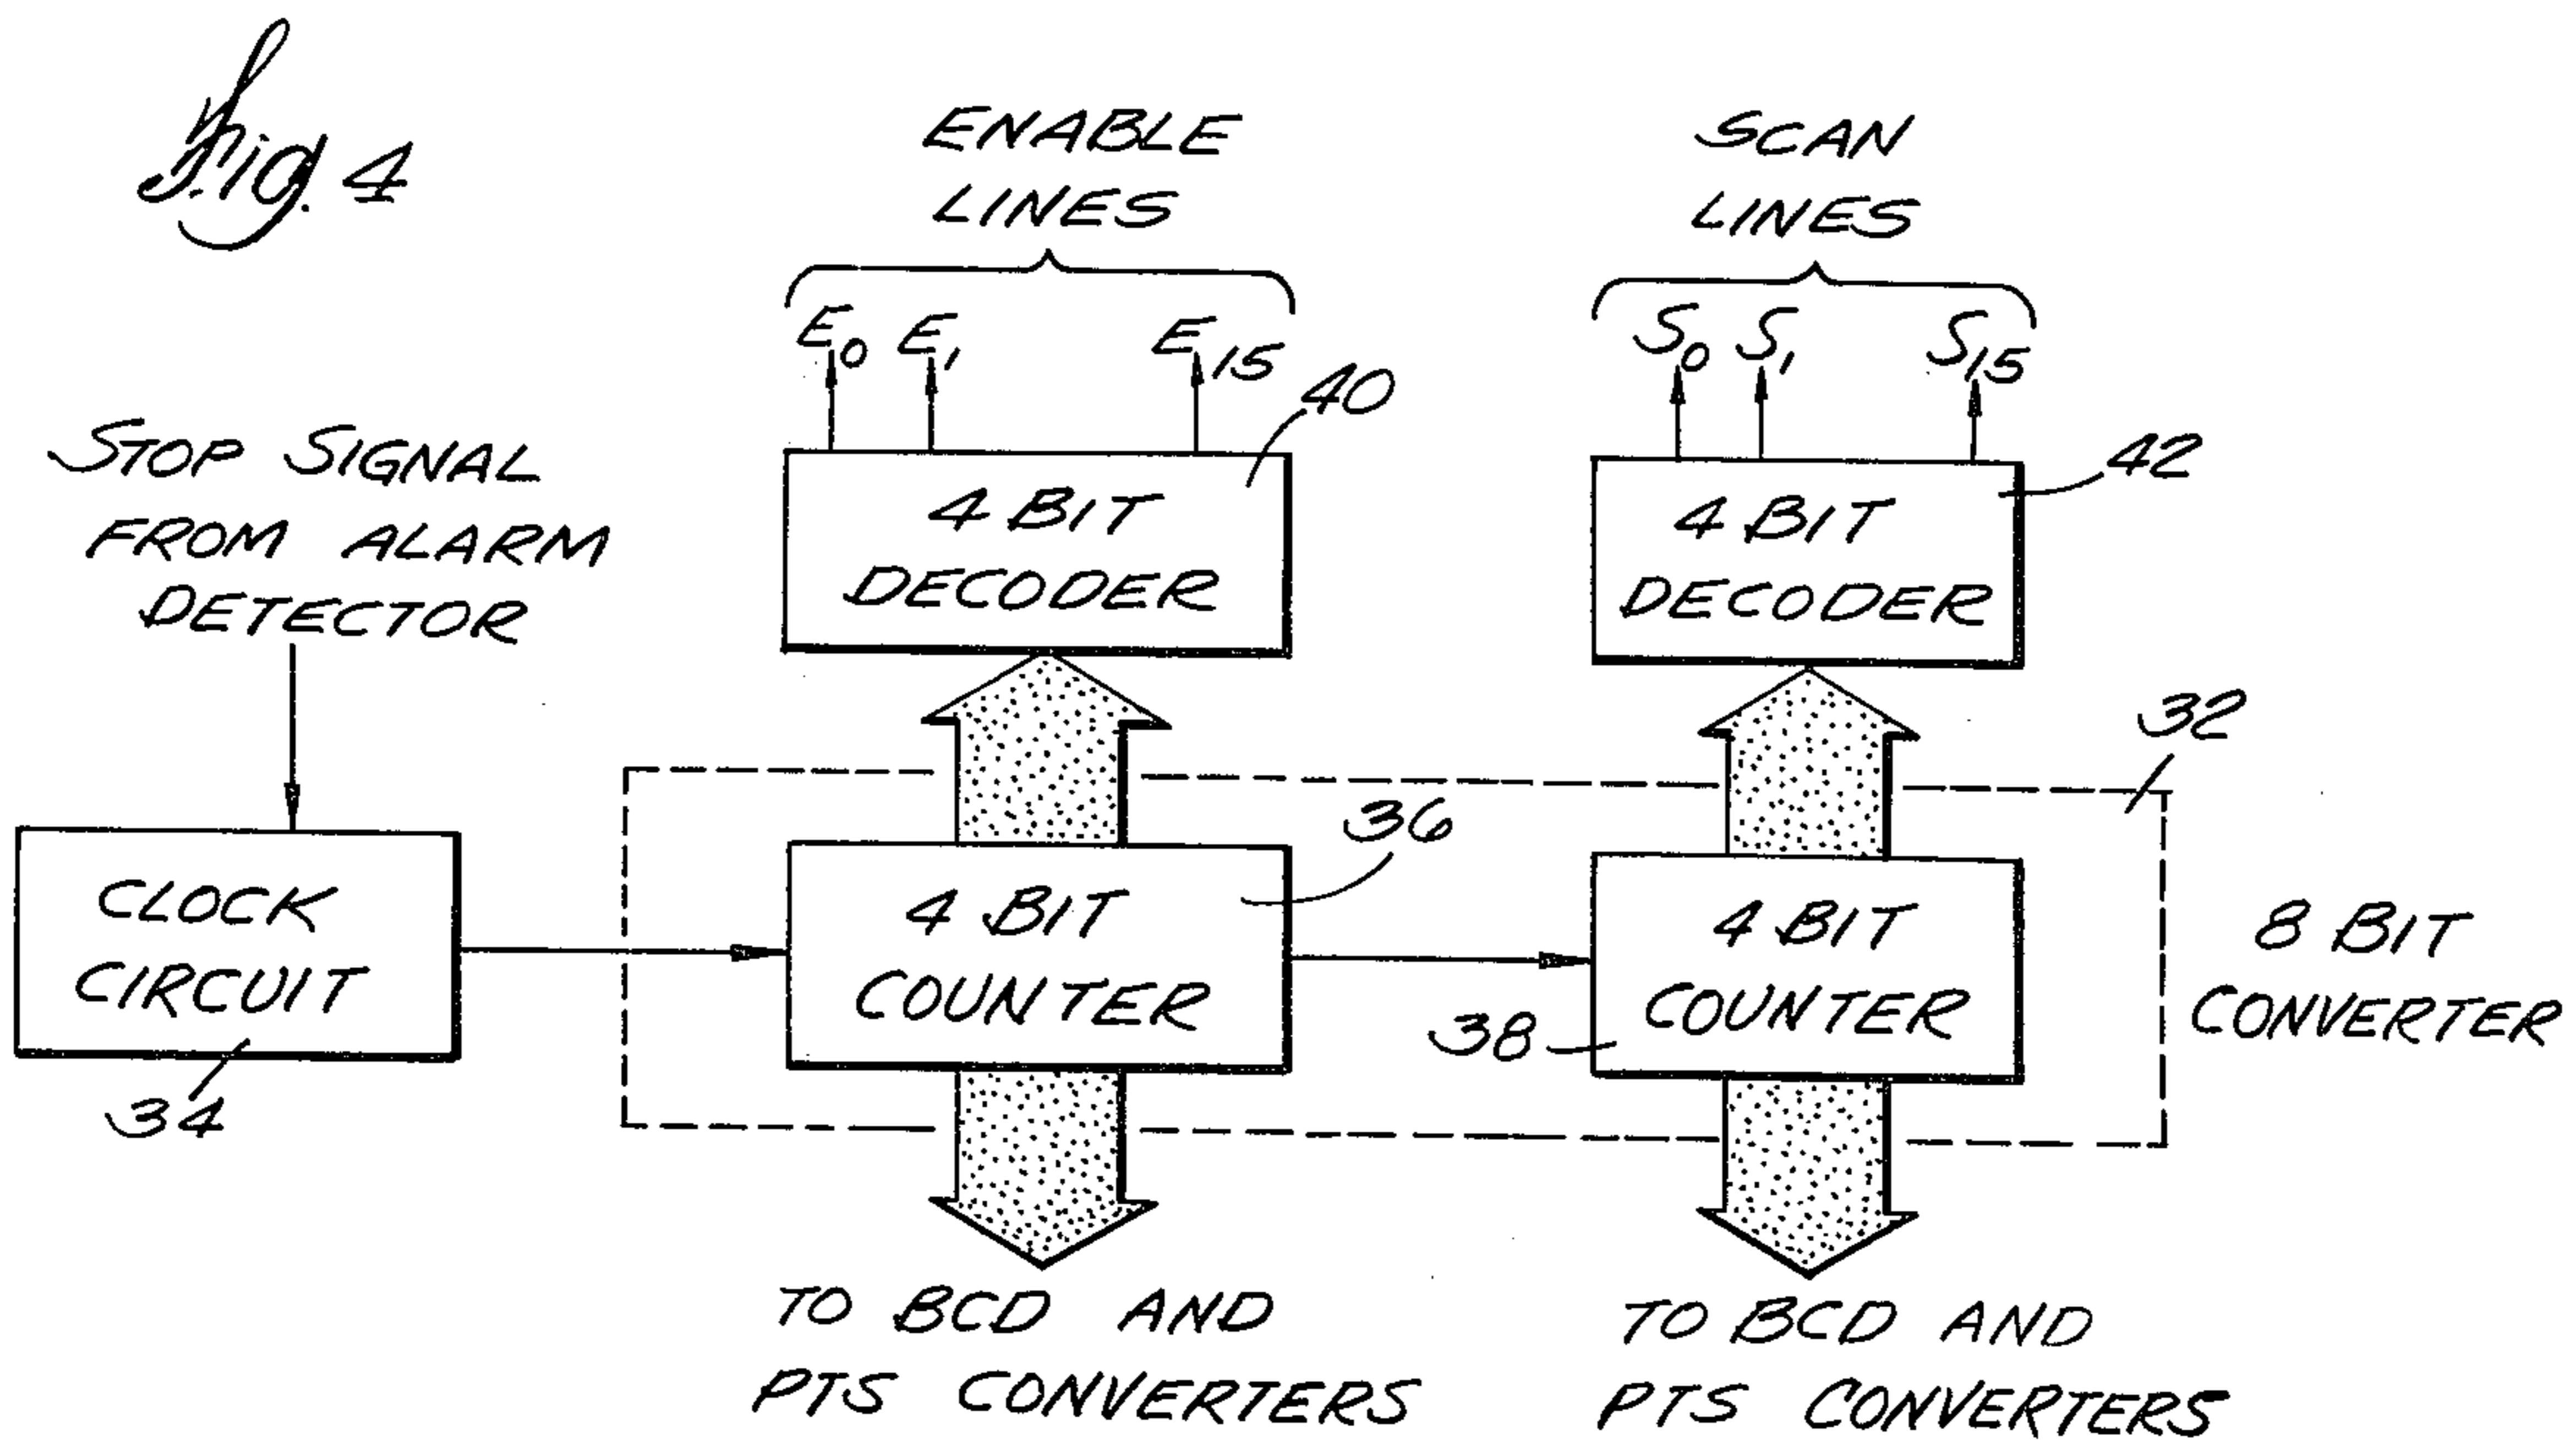 Fig. 4
ENABLE
LINES
SCAN
LINES
E0 E1 E15
S0 S1 S15
40
42
STOP SIGNAL
FROM ALARM
DETECTOR
4 BIT
DECODER
4 BIT
DECODER
32
36
CLOCK
CIRCUIT
34
4 BIT
COUNTER
38
4 BIT
COUNTER
8 BIT
CONVERTER
TO BCD AND
PTS CONVERTERS
TO BCD AND
PTS CONVERTERS